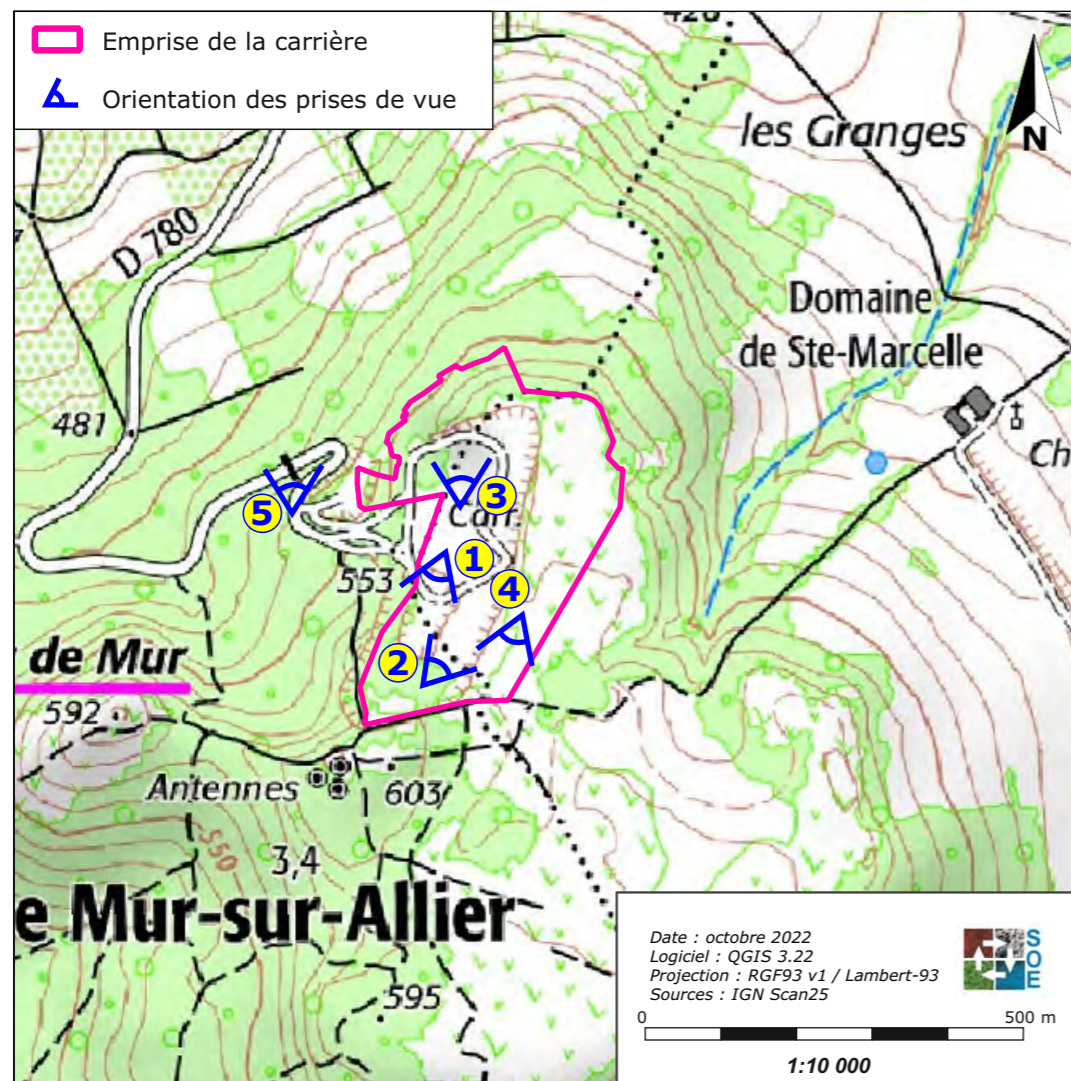 Emprise de la carrière
Orientation des prises de vue
N
les Granges
D 780
Domaine
de Ste-Marcelle
Ch
481
5
3
Carr.
1
553
4
2
de Mur
592
Antennes
603
550
3,4
e Mur-sur-Allier
595
Date : octobre 2022
Logiciel : QGIS 3.22
Projection : RGF93 v1 / Lambert-93
Sources : IGN Scan25
SOE
0
500 m
1:10 000